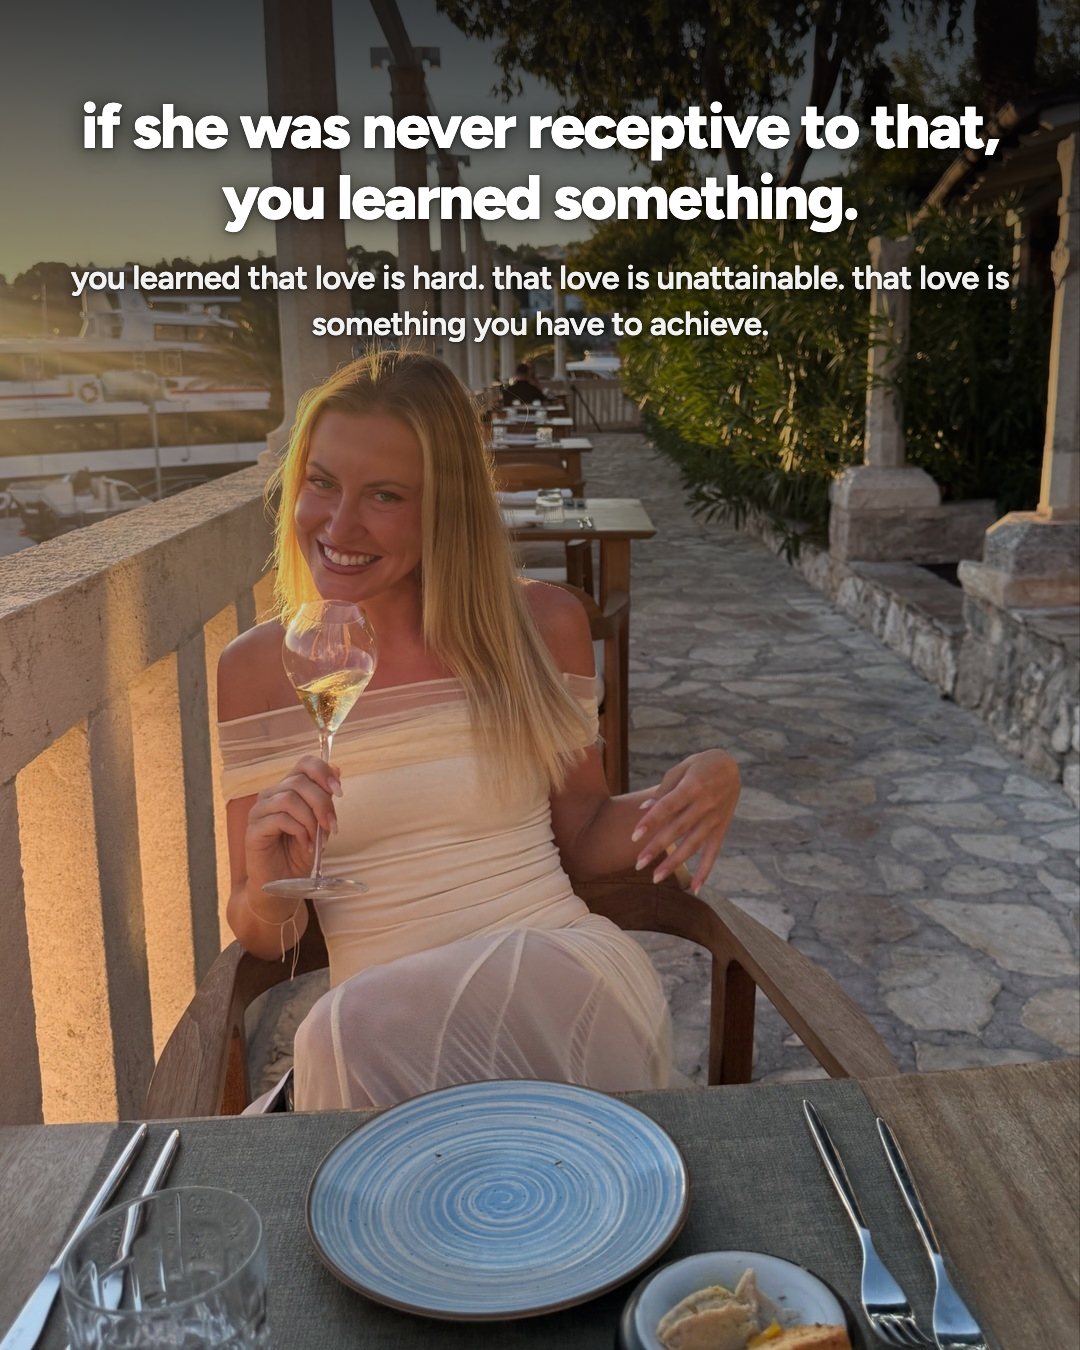 if she was never receptive to that,
you learned something.
you learned that love is hard. that love is unattainable. that love is
something you have to achieve.